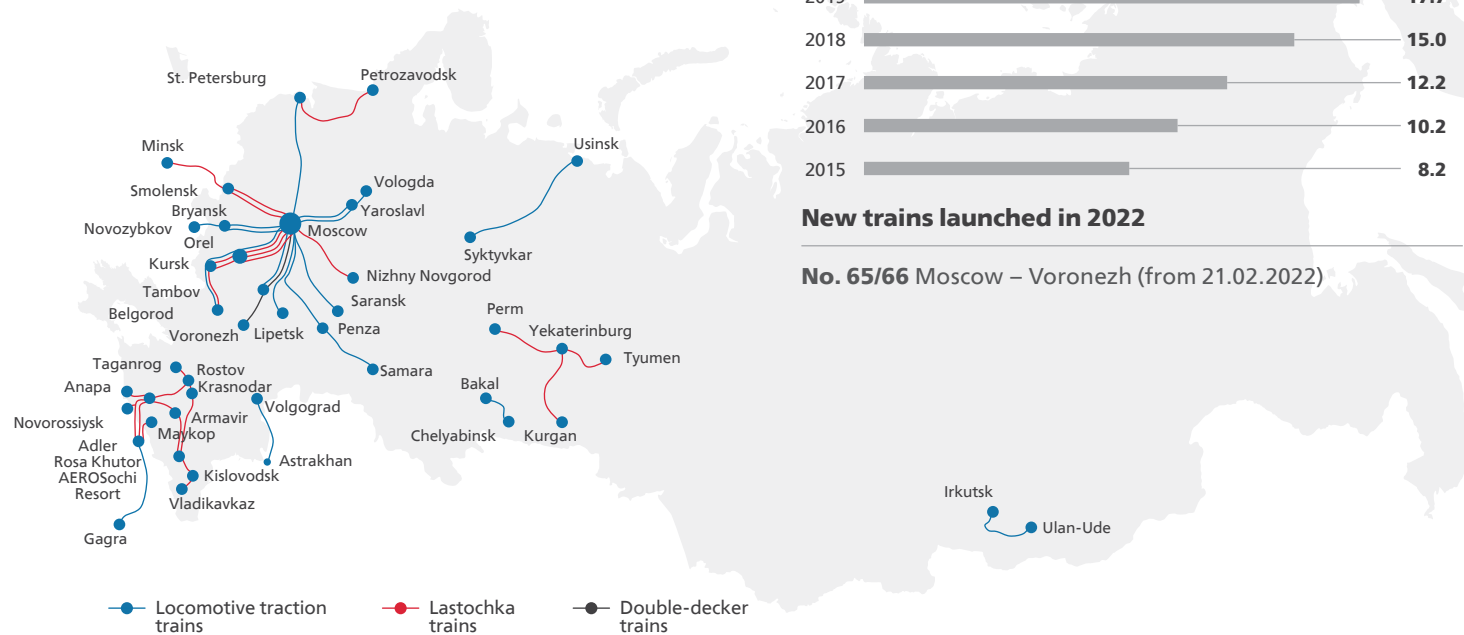 2018 15.0
2017 12.2
2016 10.2
2015 8.2
New trains launched in 2022
No. 65/66 Moscow – Voronezh (from 21.02.2022)
St. Petersburg
Petrozavodsk
Minsk
Smolensk
Bryansk
Novozybkov
Orel
Kursk
Tambov
Belgorod
Voronezh
Lipetsk
Vologda
Yaroslavl
Moscow
Nizhny Novgorod
Saransk
Penza
Samara
Usinsk
Syktyvkar
Perm
Yekaterinburg
Tyumen
Bakal
Chelyabinsk
Kurgan
Taganrog
Rostov
Anapa
Krasnodar
Novorossiysk
Armavir
Maykop
Adler
Rosa Khutor
AEROSochi
Resort
Volgograd
Astrakhan
Kislovodsk
Vladikavkaz
Gagra
Irkutsk
Ulan-Ude
Locomotive traction
trains
Lastochka
trains
Double-decker
trains